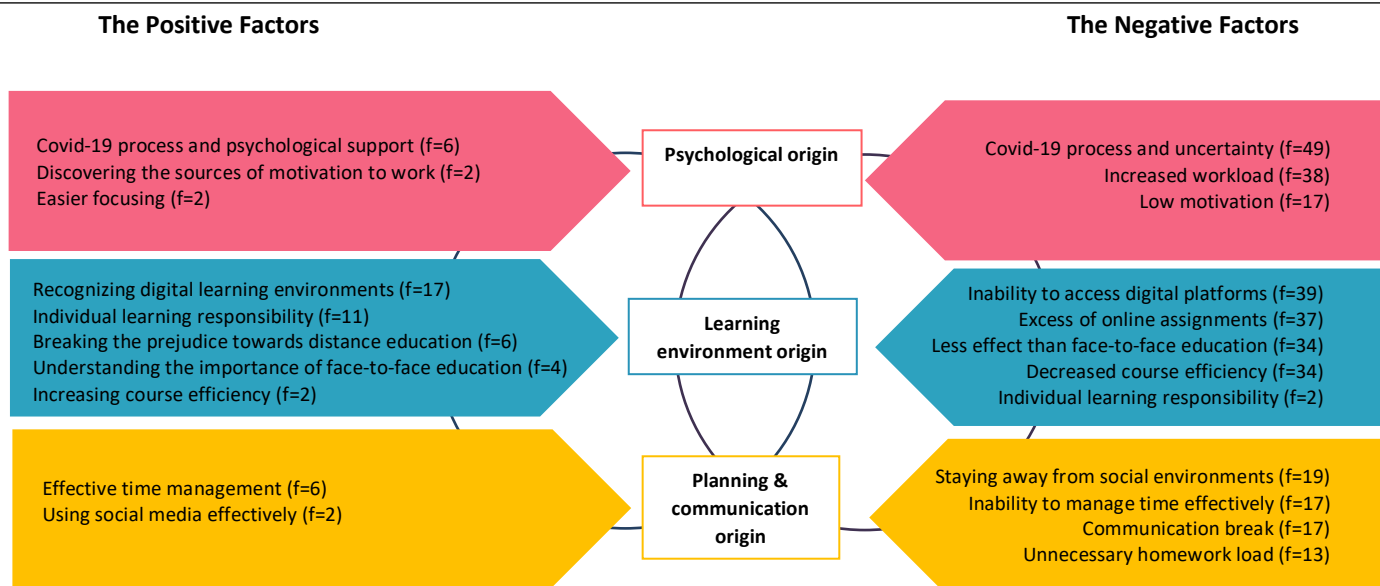 The Positive Factors
The Negative Factors
Covid-19 process and psychological support (f=6)
Discovering the sources of motivation to work (f=2)
Easier focusing (f=2)
Psychological origin
Covid-19 process and uncertainty (f=49)
Increased workload (f=38)
Low motivation (f=17)
Recognizing digital learning environments (f=17)
Individual learning responsibility (f=11)
Breaking the prejudice towards distance education (f=6)
Understanding the importance of face-to-face education (f=4)
Increasing course efficiency (f=2)
Learning
environment origin
Inability to access digital platforms (f=39)
Excess of online assignments (f=37)
Less effect than face-to-face education (f=34)
Decreased course efficiency (f=34)
Individual learning responsibility (f=2)
Effective time management (f=6)
Using social media effectively (f=2)
Planning &
communication
origin
Staying away from social environments (f=19)
Inability to manage time effectively (f=17)
Communication break (f=17)
Unnecessary homework load (f=13)